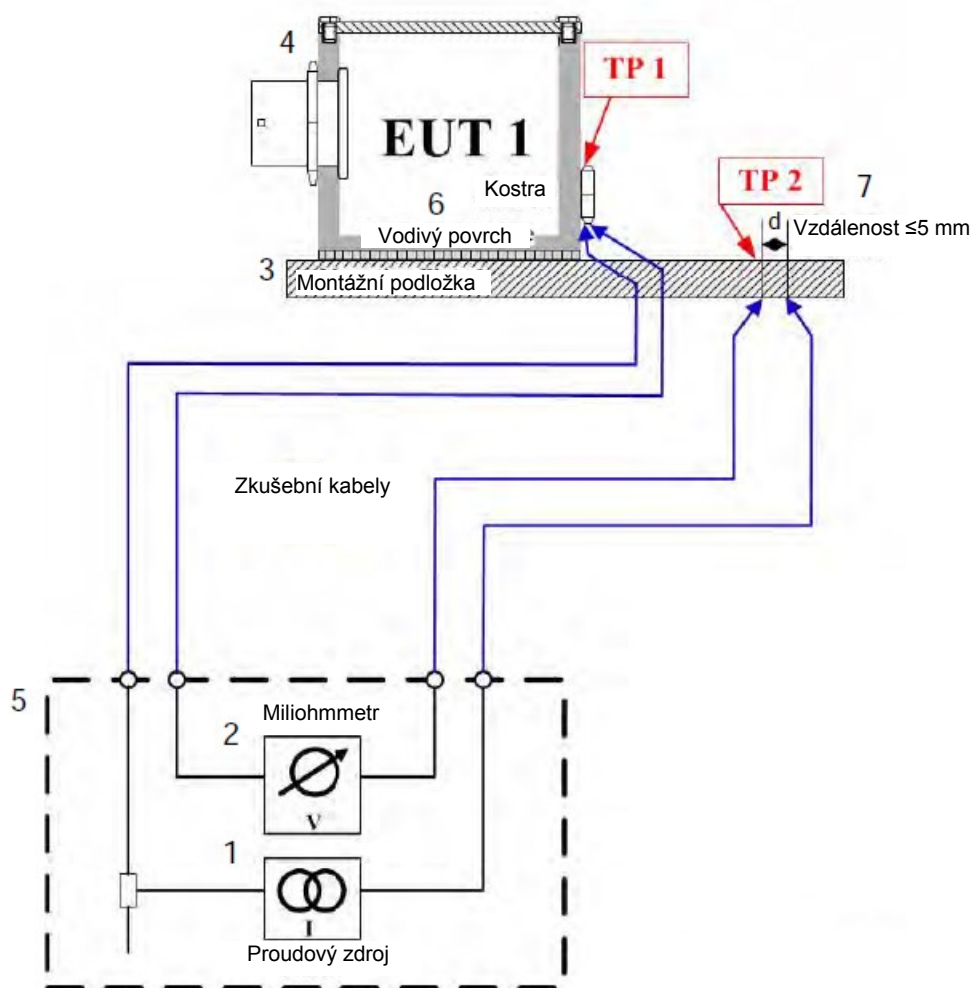 4
TP 1
EUT 1
Kostra
6
TP 2
7
d
Vzdálenost ≤5 mm
Vodivý povrch
3
Montážní podložka
Zkušební kabely
5
Miliohmmetr
2
V
1
I
Proudový zdroj